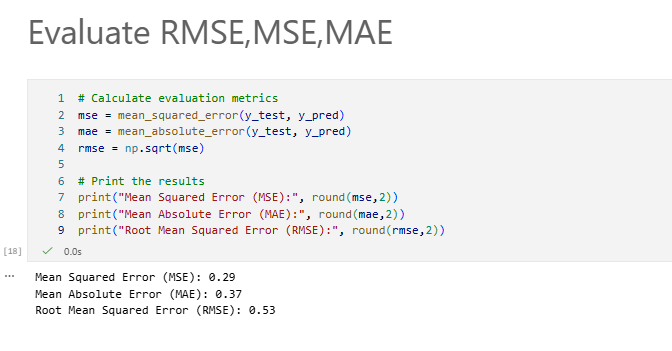 Evaluate RMSE,MSE,MAE
1 # Calculate evaluation metrics
2 mse = mean_squared_error(y_test, y_pred)
3 mae = mean_absolute_error(y_test, y_pred)
4 rmse = np.sqrt(mse)
5
6 # Print the results
7 print("Mean Squared Error (MSE):", round(mse,2))
8 print("Mean Absolute Error (MAE):", round(mae,2))
9 print("Root Mean Squared Error (RMSE):", round(rmse,2))
[18] ✓ 0.0s
...
Mean Squared Error (MSE): 0.29
Mean Absolute Error (MAE): 0.37
Root Mean Squared Error (RMSE): 0.53